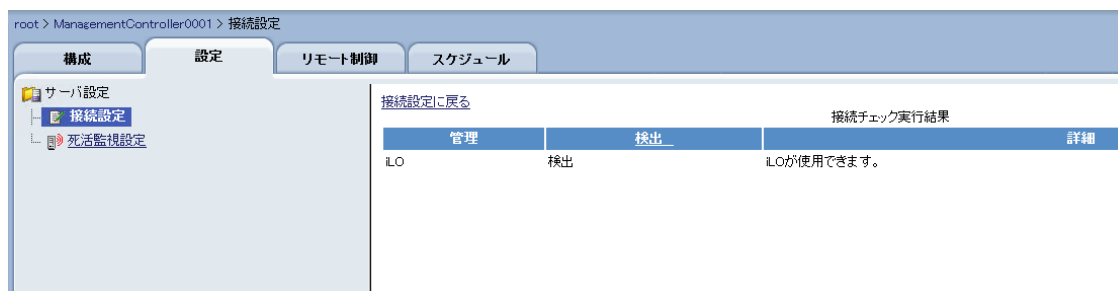 root > ManagementController0001 > 接続設定
構成 設定 リモート制御 スケジュール
サーバ設定
接続設定
死活監視設定
接続設定に戻る
接続チェック実行結果
管理 検出 詳細
iLO 検出 iLOが使用できます。